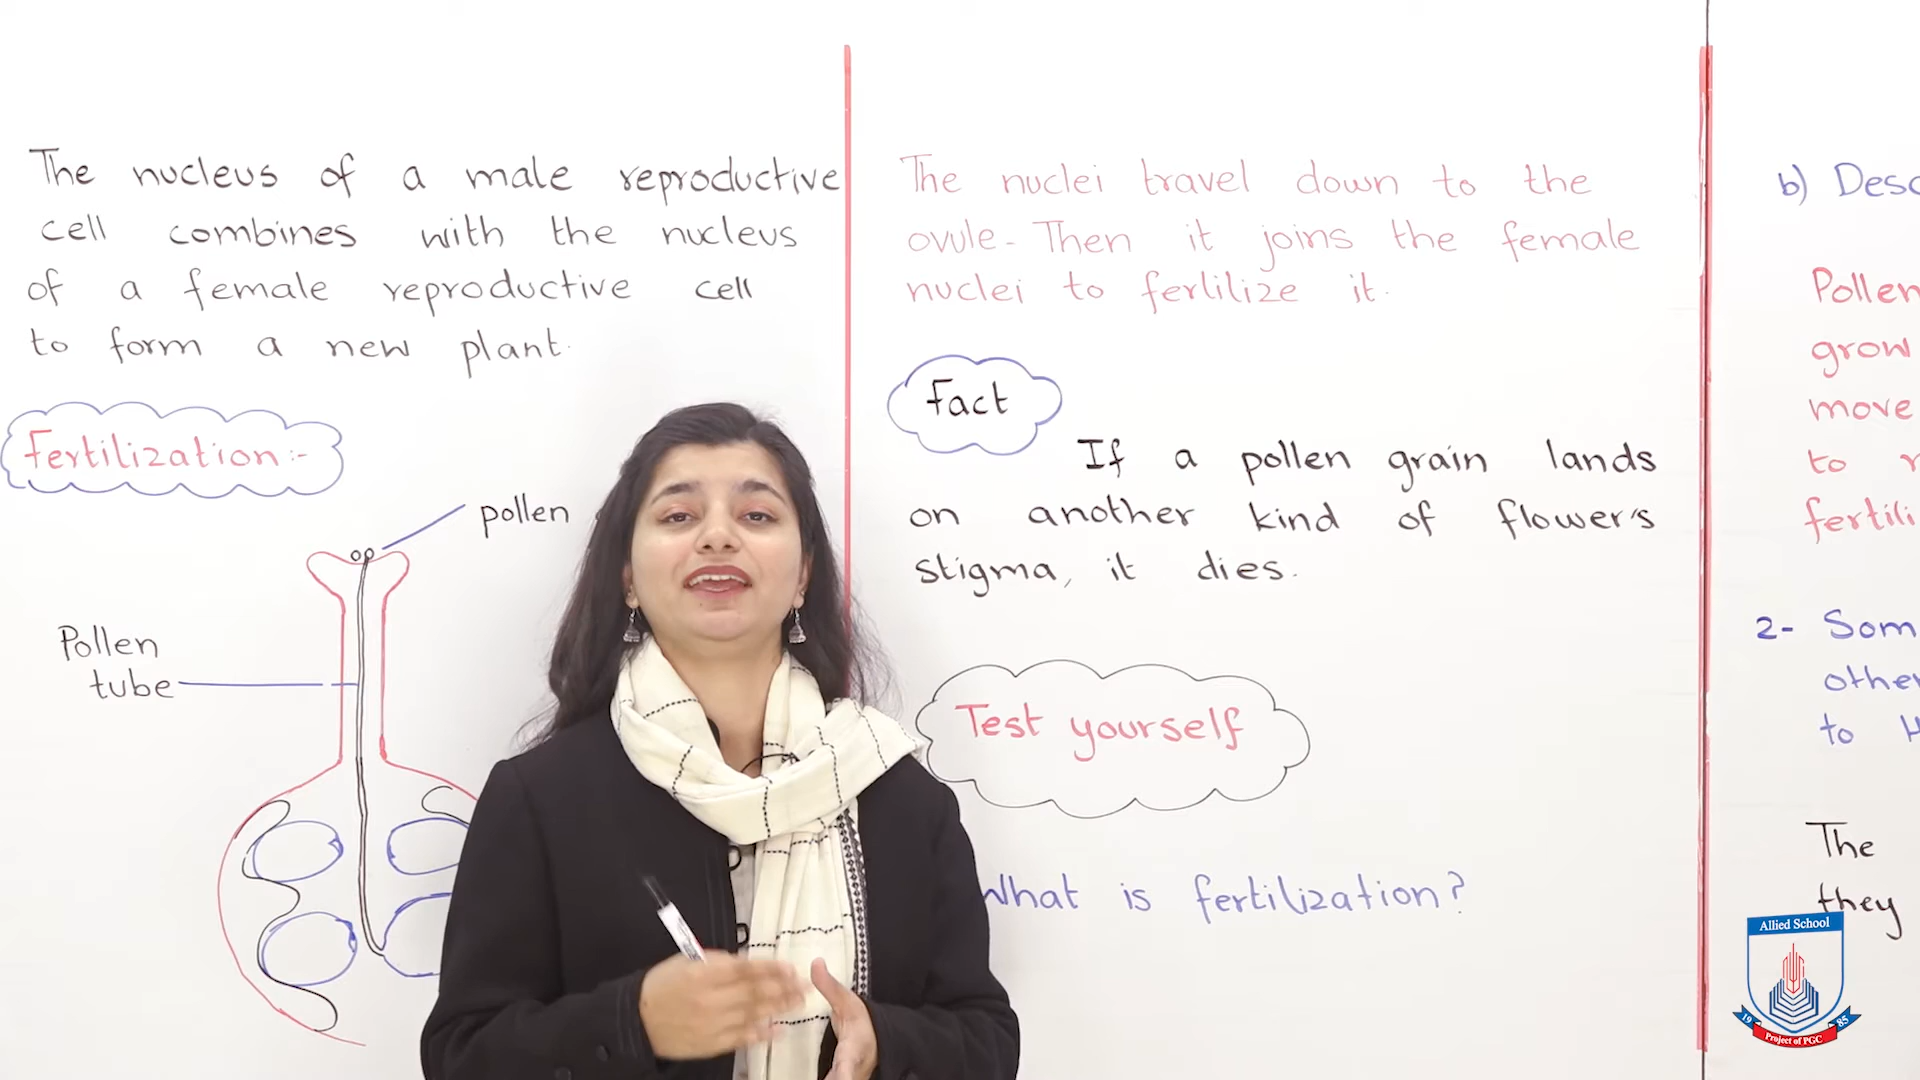 The nucleus of a male reproductive
cell combines with the nucleus
of a female reproductive cell
to form a new plant.
Fertilization:-
pollen
Pollen
tube
The nuclei travel down to the
ovule. Then it joins the female
nuclei to fertilize it.
Fact
If a pollen grain lands
on another kind of flower's
stigma, it dies.
Test yourself
What is fertilization?
b) Desc
Pollen
grow
move
to r
fertili
2- Som
other
to H
The
they
Allied School
1985
Project of PGC